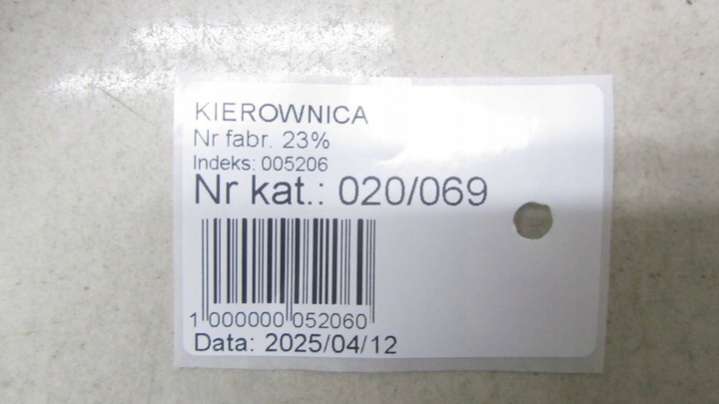 KIEROWNICA
Nr fabr. 23%
Indeks: 005206
Nr kat.: 020/069
1 000000 052060
Data: 2025/04/12